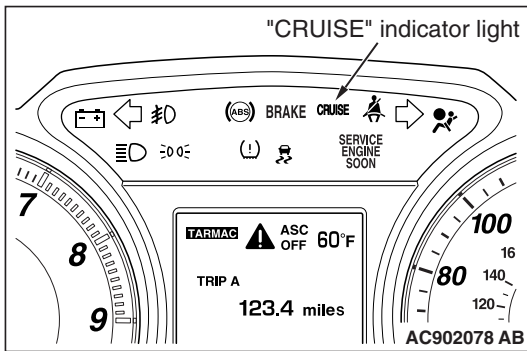 "CRUISE" indicator light
ABS BRAKE CRUISE
SERVICE
ENGINE
SOON
7
8
9
TARMAC ASC
OFF 60°F
TRIP A
123.4 miles
100
80
16
140
120
AC902078 AB